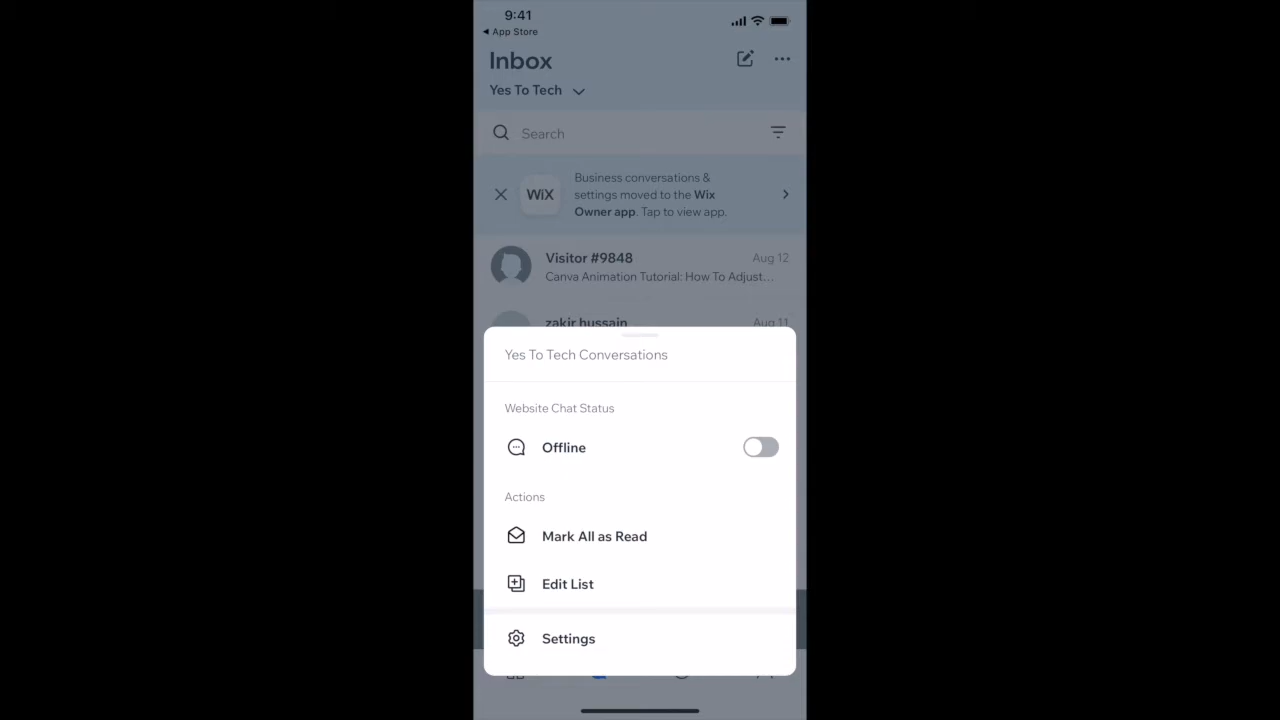 9:41
App Store
Inbox
Yes To Tech
Search
Business conversations &
settings moved to the Wix
Owner app. Tap to view app.
WiX
Visitor #9848
Aug 12
Canva Animation Tutorial: How To Adjust...
zakir hussain
Aug 11
Yes To Tech Conversations
Website Chat Status
Offline
Actions
Mark All as Read
Edit List
Settings